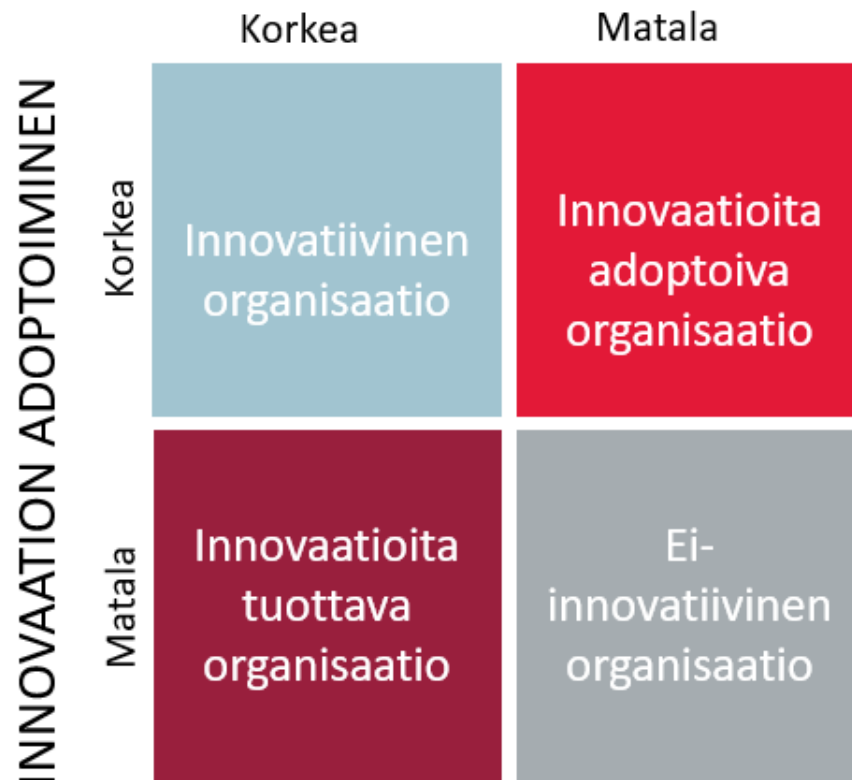 Korkea
Matala
INNOVAATION ADOPTOIMINEN
Korkea
Innovatiivinen
organisaatio
Innovaatioita
adoptoiva
organisaatio
Matala
Innovaatioita
tuottava
organisaatio
Ei-
innovatiivinen
organisaatio